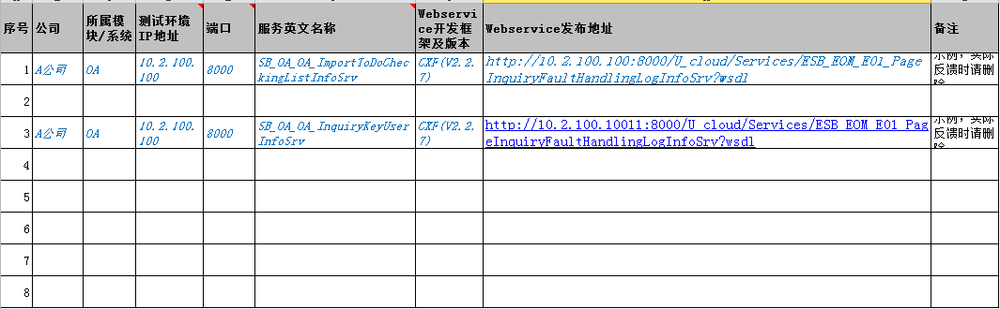 序号 公司 所属模块/系统 测试环境IP地址 端口 服务英文名称 Webservice开发框架及版本 Webservice发布地址 备注
1 A公司 OA 10.2.100.100 8000 SB_OA_OA_ImportToDoCheckingListInfoSrv CXF(V2.2.7) http://10.2.100.100:8000/U_cloud/Services/ESB_EOM_E01_PageInquiryFaultHandlingLogInfoSrv?wsdl 示例，实际反馈时请删除
2
3 A公司 OA 10.2.100.100 8000 SB_OA_OA_InquiryKeyUserInfoSrv CXF(V2.2.7) http://10.2.100.10011:8000/U_cloud/Services/ESB_EOM_E01_PageInquiryFaultHandlingLogInfoSrv?wsdl 示例，实际反馈时请删除
4
5
6
7
8